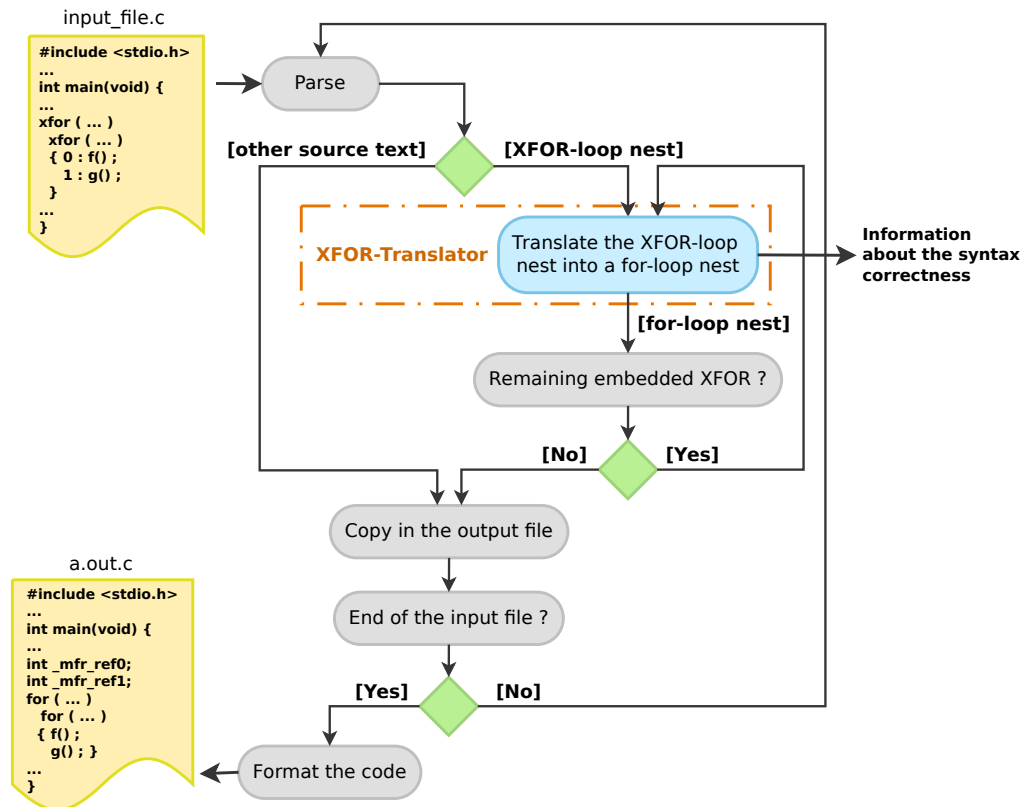 input_file.c
#include <stdio.h>
...
int main(void) {
...
xfor ( ... )
xfor ( ... )
{ 0 : f() ;
1 : g() ;
}
...
}
Parse
[other source text]
[XFOR-loop nest]
XFOR-Translator
Translate the XFOR-loop
nest into a for-loop nest
Information
about the syntax
correctness
[for-loop nest]
Remaining embedded XFOR ?
[No]
[Yes]
Copy in the output file
End of the input file ?
[Yes]
[No]
Format the code
a.out.c
#include <stdio.h>
...
int main(void) {
...
int _mfr_ref0;
int _mfr_ref1;
for ( ... )
for ( ... )
{ f() ;
g() ; }
...
}